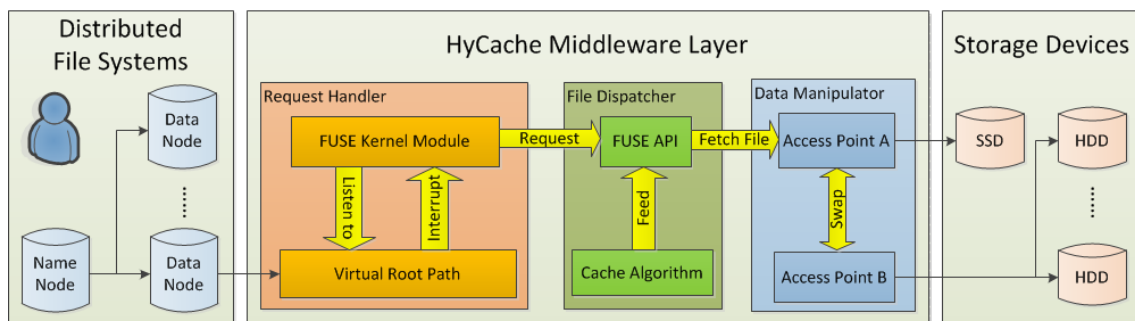 Distributed
File Systems
Data
Node
......
Name
Node
Data
Node
HyCache Middleware Layer
Request Handler
FUSE Kernel Module
Listen to
Interrupt
Virtual Root Path
Request
File Dispatcher
FUSE API
Feed
Cache Algorithm
Fetch File
Data Manipulator
Access Point A
Swap
Access Point B
Storage Devices
SSD
HDD
......
HDD